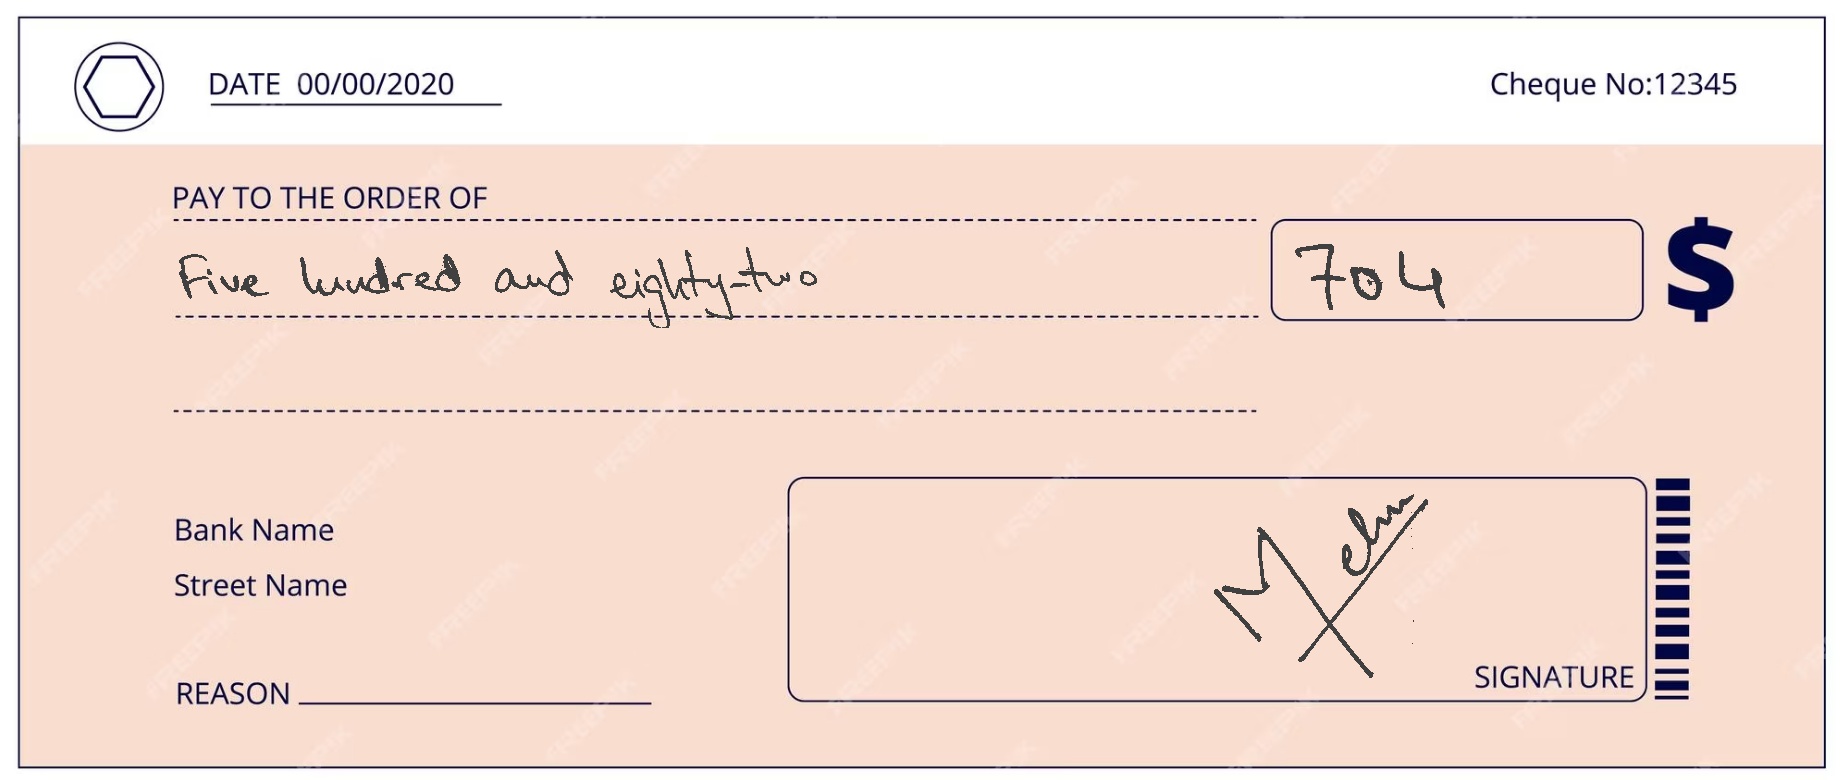 DATE 00/00/2020
Cheque No:12345
PAY TO THE ORDER OF
Five hundred and eighty-two
704
$
Bank Name
Street Name
REASON
SIGNATURE